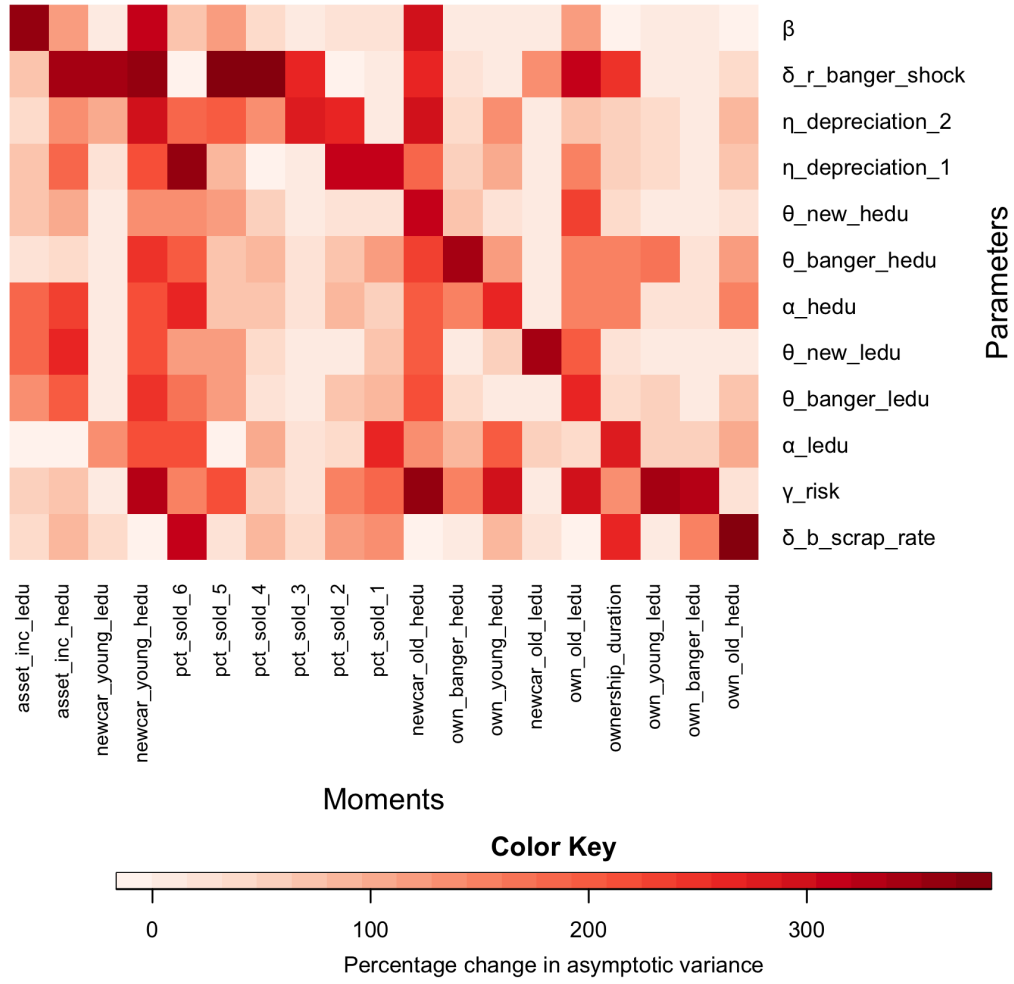 β
δ_r_banger_shock
η_depreciation_2
η_depreciation_1
θ_new_hedu
θ_banger_hedu
α_hedu
θ_new_ledu
θ_banger_ledu
α_ledu
γ_risk
δ_b_scrap_rate
Parameters
asset_inc_ledu
asset_inc_hedu
newcar_young_ledu
newcar_young_hedu
pct_sold_6
pct_sold_5
pct_sold_4
pct_sold_3
pct_sold_2
pct_sold_1
newcar_old_hedu
own_banger_hedu
own_young_hedu
newcar_old_ledu
own_old_ledu
ownership_duration
own_young_ledu
own_banger_ledu
own_old_hedu
Moments
Color Key
0 100 200 300
Percentage change in asymptotic variance